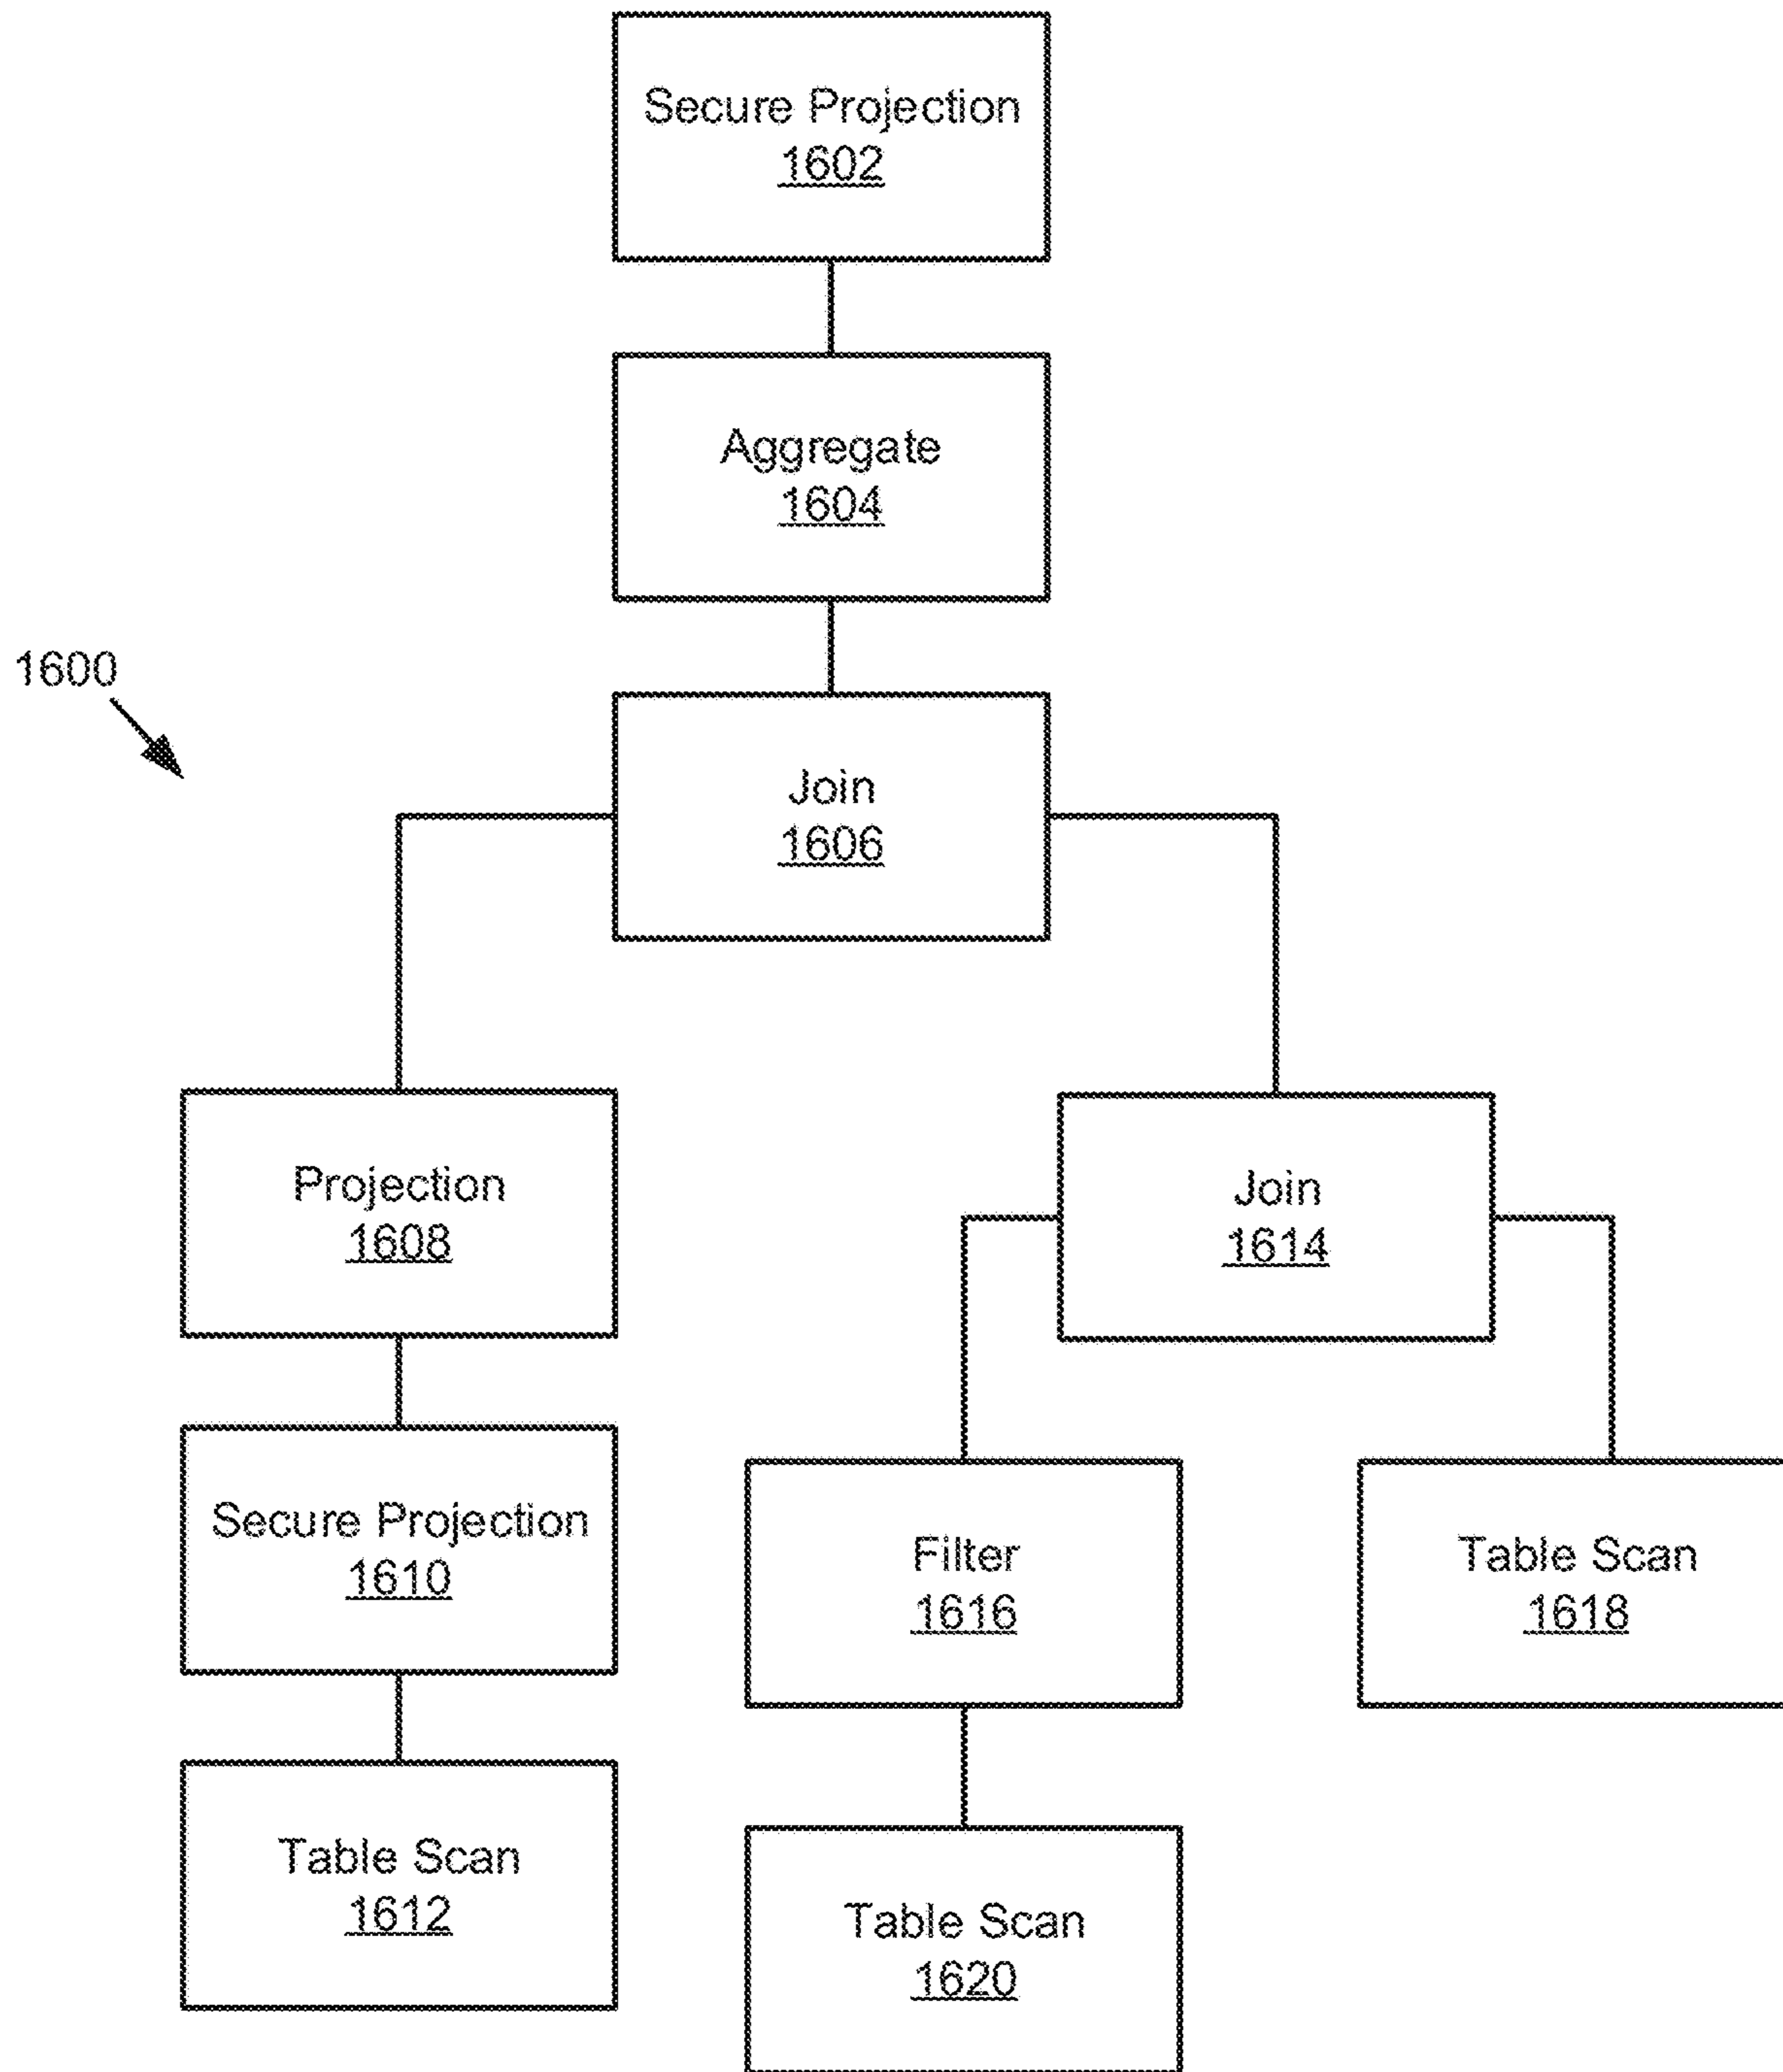 Secure Projection
1602
Aggregate
1604
1600
Join
1606
Projection
1608
Join
1614
Secure Projection
1610
Filter
1616
Table Scan
1618
Table Scan
1612
Table Scan
1620